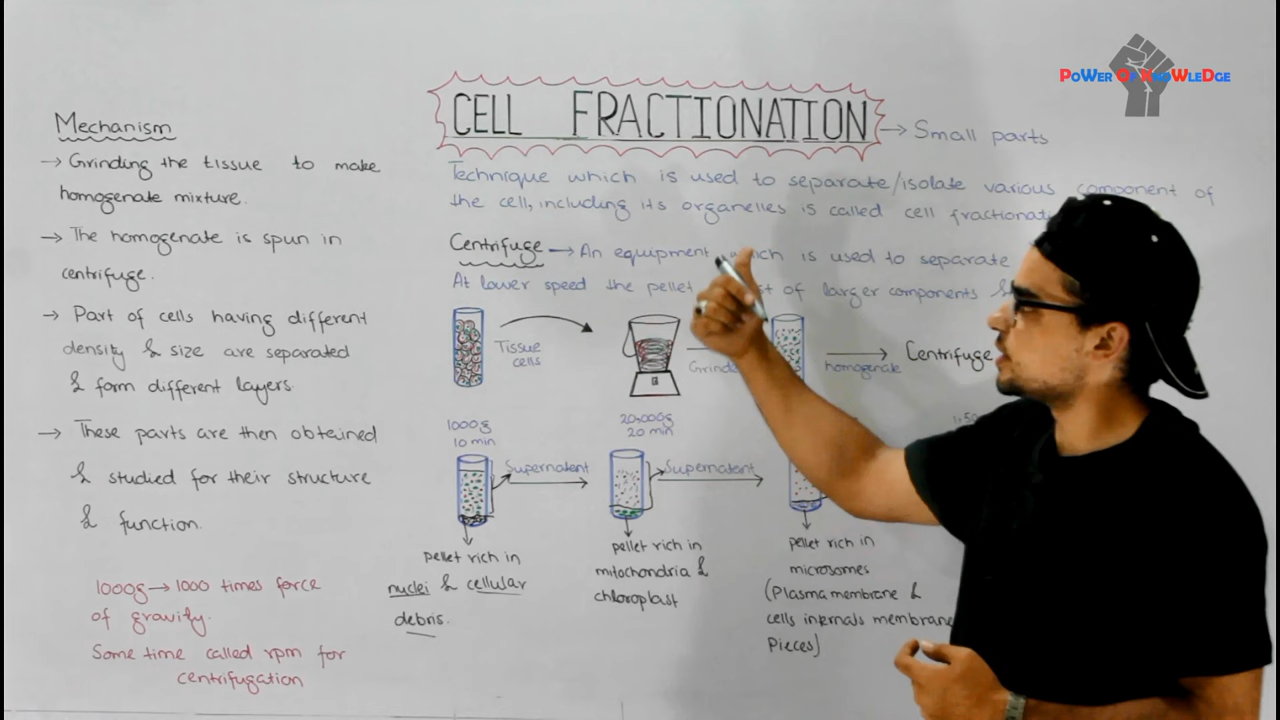 PoWer Of KnoWLeDge
CELL FRACTIONATION → Small parts
Technique which is used to separate/isolate various component of
the cell, including its organelles is called cell
Centrifuge → An equipment which is used to separate
At lower speed the pellet of larger components &
Tissue
cells
homogenate
Centrifuge
1000g
10 min
20,000g
20 min
Supernatent
Supernatent
pellet rich in
nuclei & cellular
debris.
pellet rich in
mitochondria &
chloroplast
pellet rich in
microsomes
(Plasma membrane &
cells internals membrane
Pieces)
Mechanism
→ Grinding the tissue to make
homogenate mixture.
→ The homogenate is spun in
centrifuge.
→ Part of cells having different
density & size are separated
& form different layers.
→ These parts are then obtained
& studied for their structure
& function.
1000g → 1000 times force
of gravity.
Some time called rpm for
centrifugation